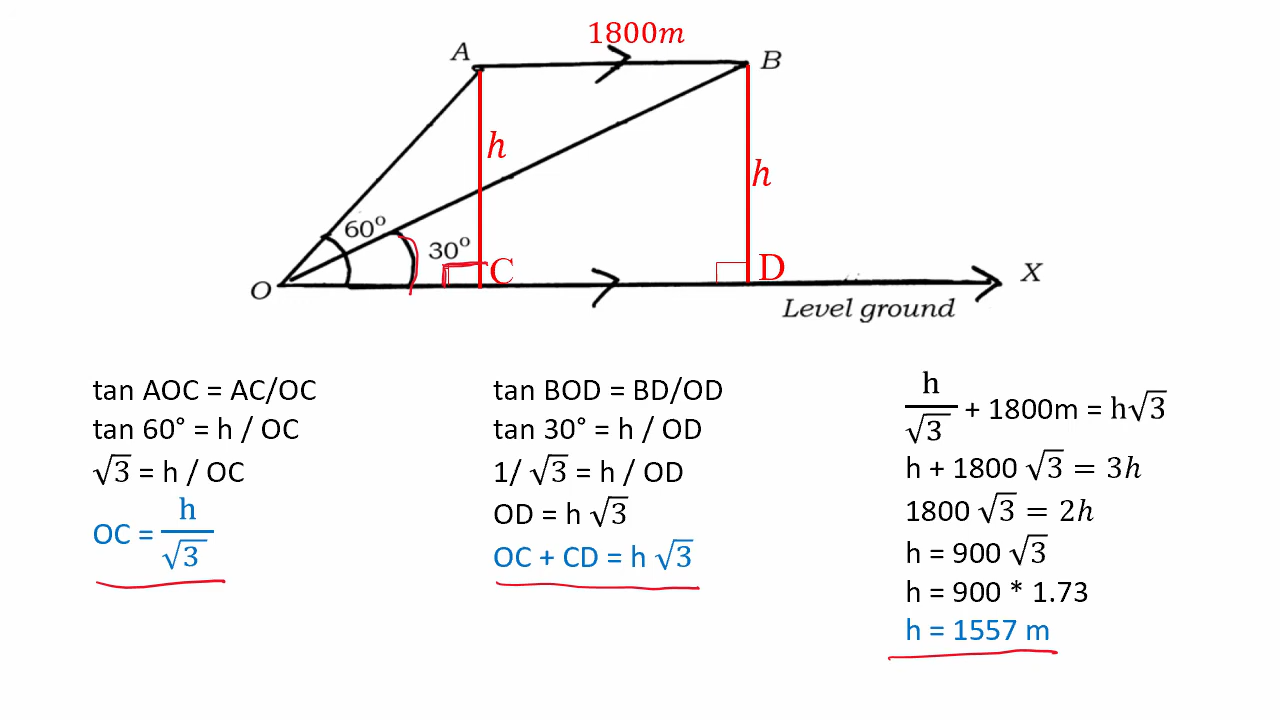 1800m
A
B
h
h
60°
30°
C
D
O
X
Level ground
tan AOC = AC/OC
tan 60° = h / OC
√3 = h / OC
OC = h/√3
tan BOD = BD/OD
tan 30° = h / OD
1/ √3 = h / OD
OD = h √3
OC + CD = h √3
h/√3 + 1800m = h√3
h + 1800 √3 = 3h
1800 √3 = 2h
h = 900 √3
h = 900 * 1.73
h = 1557 m